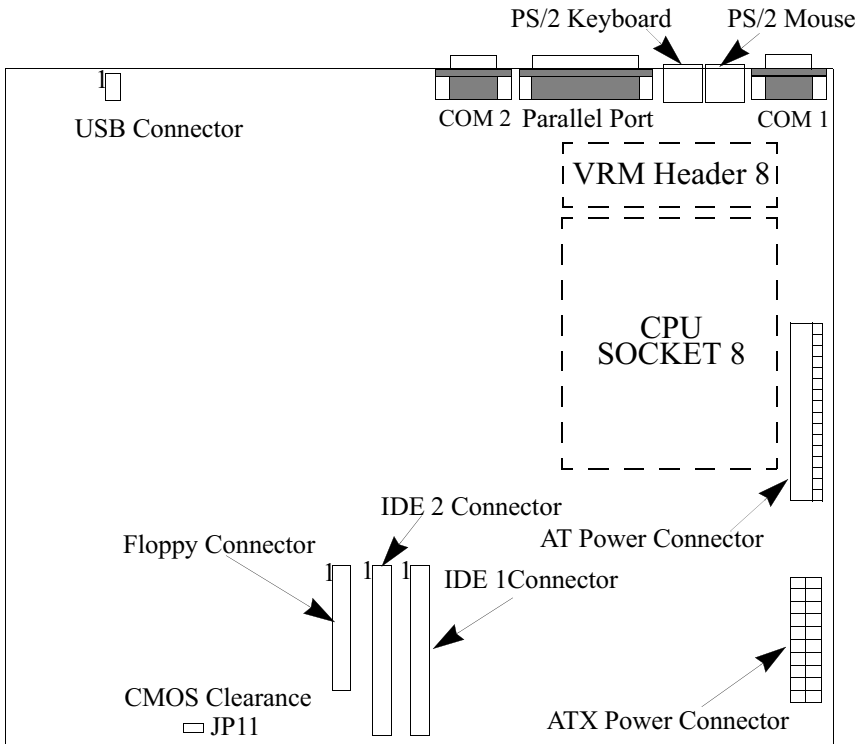 PS/2 Keyboard
PS/2 Mouse
1
USB Connector
COM 2
Parallel Port
COM 1
VRM Header 8
CPU
SOCKET 8
IDE 2 Connector
Floppy Connector
AT Power Connector
1
1
1
IDE 1Connector
CMOS Clearance
JP11
ATX Power Connector